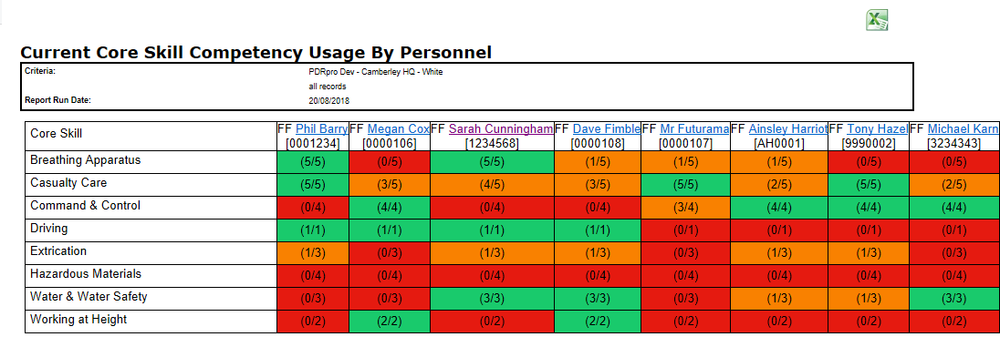 Current Core Skill Competency Usage By Personnel
Criteria: PDRpro Dev - Camberley HQ - White
all records
Report Run Date: 20/08/2018
Core Skill FF Phil Barry [0001234] FF Megan Cox [0000106] FF Sarah Cunningham [1234568] FF Dave Fimble [0000108] FF Mr Futurama [0000107] FF Ainsley Harriot [AH0001] FF Tony Hazel [9990002] FF Michael Karn [3234343]
Breathing Apparatus (5/5) (0/5) (5/5) (1/5) (1/5) (1/5) (0/5) (0/5)
Casualty Care (5/5) (3/5) (4/5) (3/5) (5/5) (2/5) (5/5) (2/5)
Command & Control (0/4) (4/4) (0/4) (0/4) (3/4) (4/4) (4/4) (4/4)
Driving (1/1) (1/1) (1/1) (1/1) (0/1) (0/1) (0/1) (0/1)
Extrication (1/3) (0/3) (1/3) (1/3) (0/3) (1/3) (1/3) (0/3)
Hazardous Materials (0/4) (0/4) (0/4) (0/4) (0/4) (0/4) (0/4) (0/4)
Water & Water Safety (0/3) (0/3) (3/3) (3/3) (0/3) (1/3) (1/3) (3/3)
Working at Height (0/2) (2/2) (0/2) (2/2) (0/2) (0/2) (0/2) (0/2)